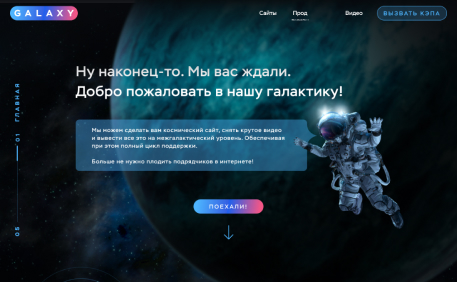 GALAXY
Сайты
Прод
Видео
ВЫЗВАТЬ КЭПА
Ну наконец-то. Мы вас ждали.
Добро пожаловать в нашу галактику!
Мы можем сделать вам космический сайт, снять крутое видео
и вывести все это на межгалактический уровень. Обеспечивая
при этом полный цикл поддержки.
Больше не нужно плодить подрядчиков в интернете!
ПОЕХАЛИ!
ГЛАВНАЯ
01
05